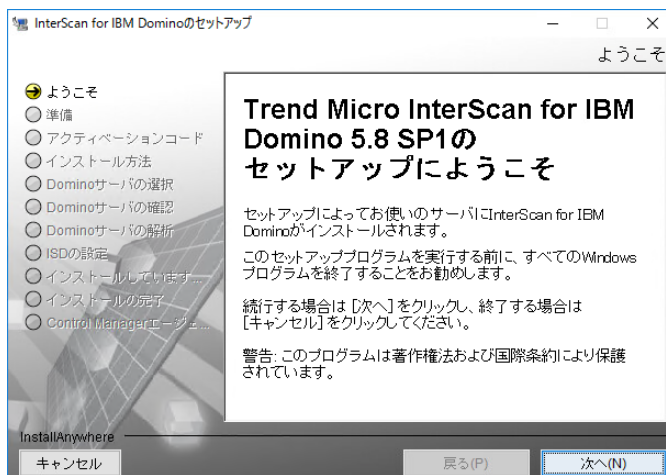 InterScan for IBM Dominoのセットアップ
ようこそ
ようこそ
準備
アクティベーションコード
インストール方法
Dominoサーバの選択
Dominoサーバの確認
Dominoサーバの解析
ISDの設定
インストールしています...
インストールの完了
Control Managerエージェ...
Trend Micro InterScan for IBM
Domino 5.8 SP1の
セットアップにようこそ
セットアップによってお使いのサーバにInterScan for IBM
Dominoがインストールされます。
このセットアッププログラムを実行する前に、すべてのWindows
プログラムを終了することをお勧めします。
続行する場合は [次へ] をクリックし、終了する場合は
[キャンセル] をクリックしてください。
警告: このプログラムは著作権法および国際条約により保護
されています。
InstallAnywhere
キャンセル
戻る(P)
次へ(N)